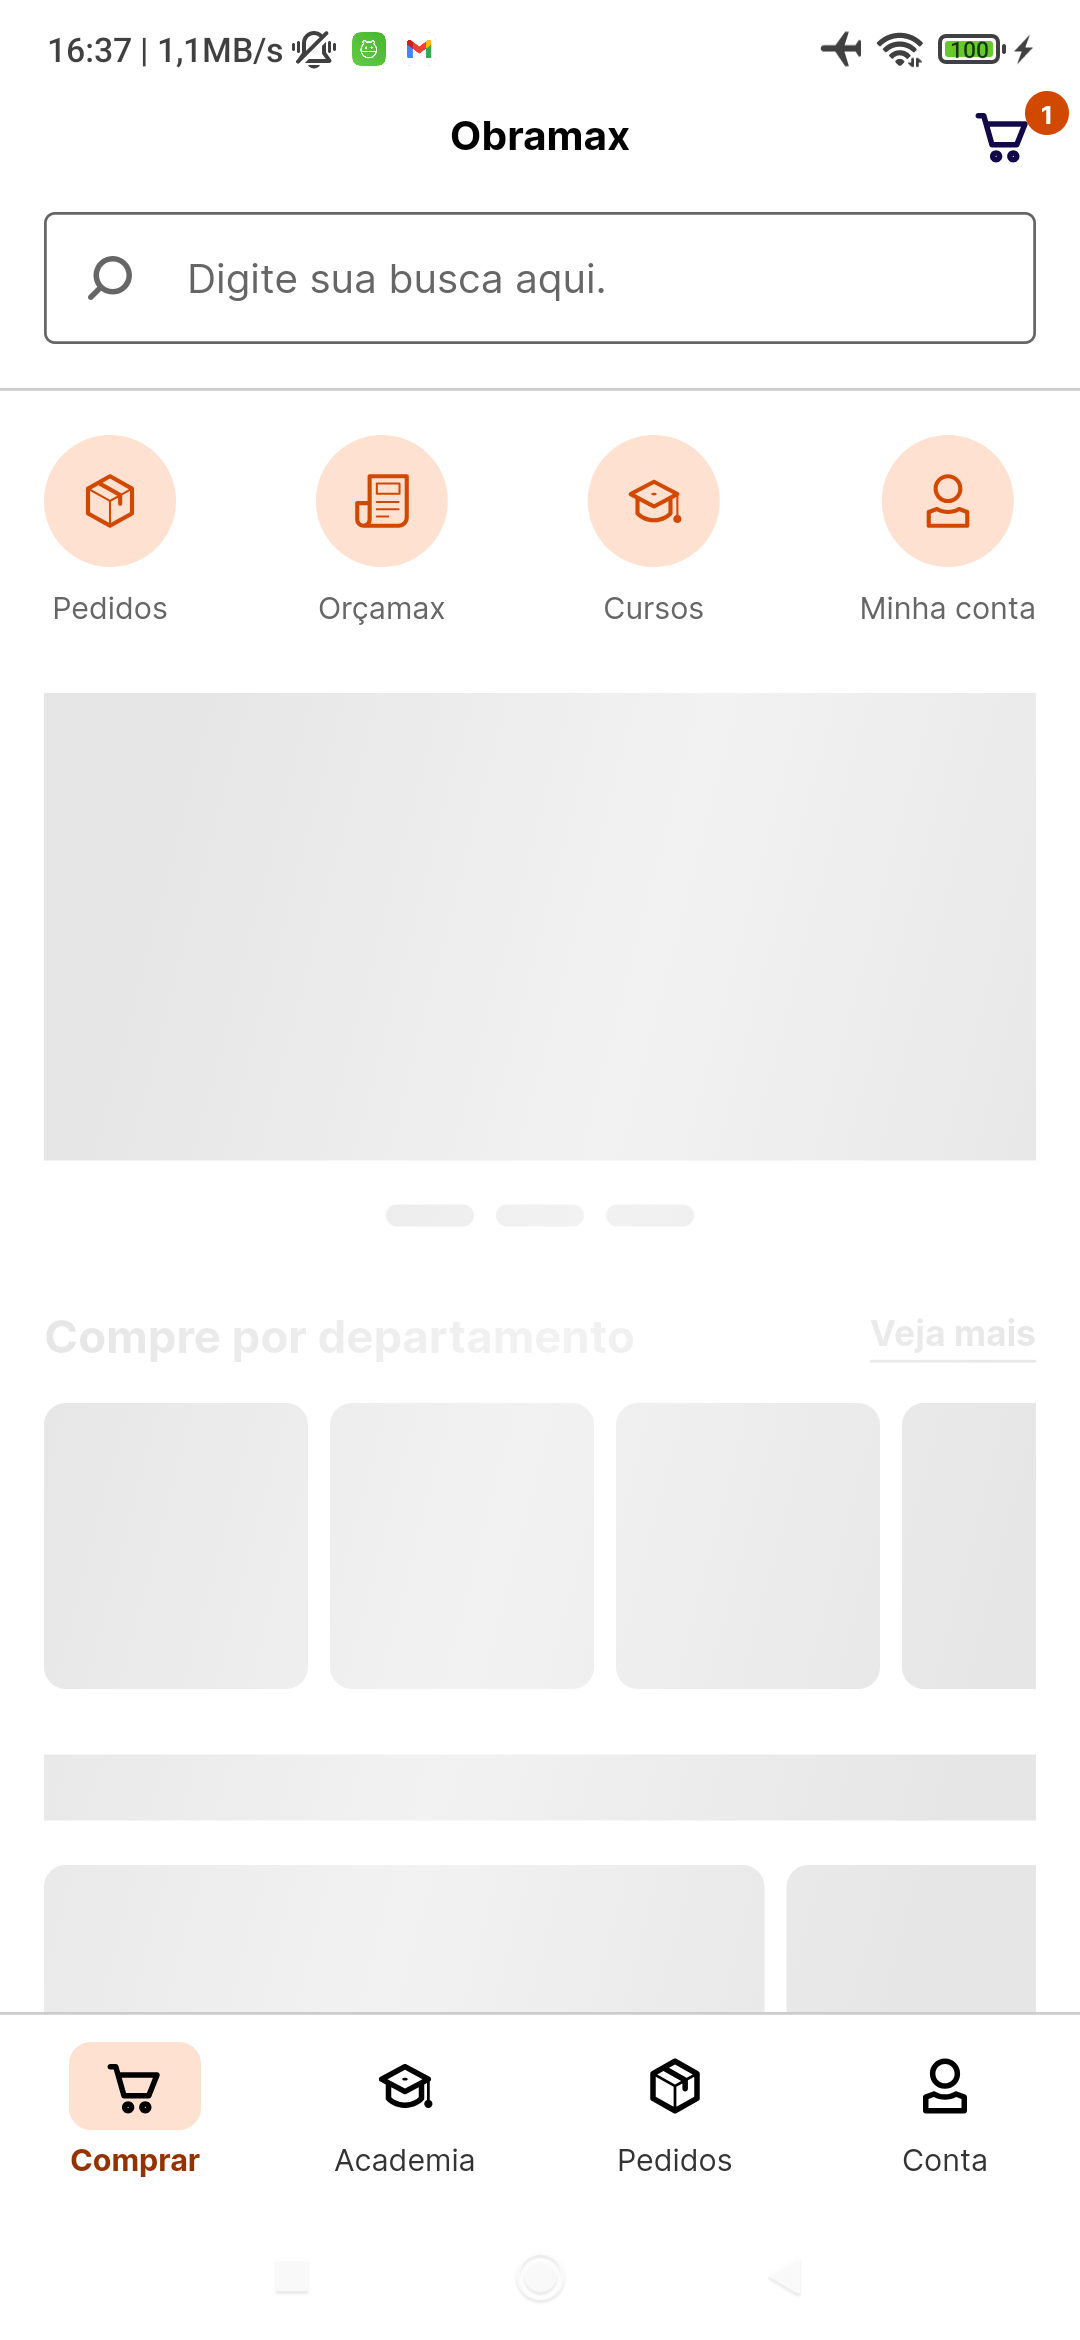 16:37 | 1,1MB/s
100
Obramax
1
Digite sua busca aqui.
Pedidos
Orçamax
Cursos
Minha conta
Compre por departamento
Veja mais
Comprar
Academia
Pedidos
Conta